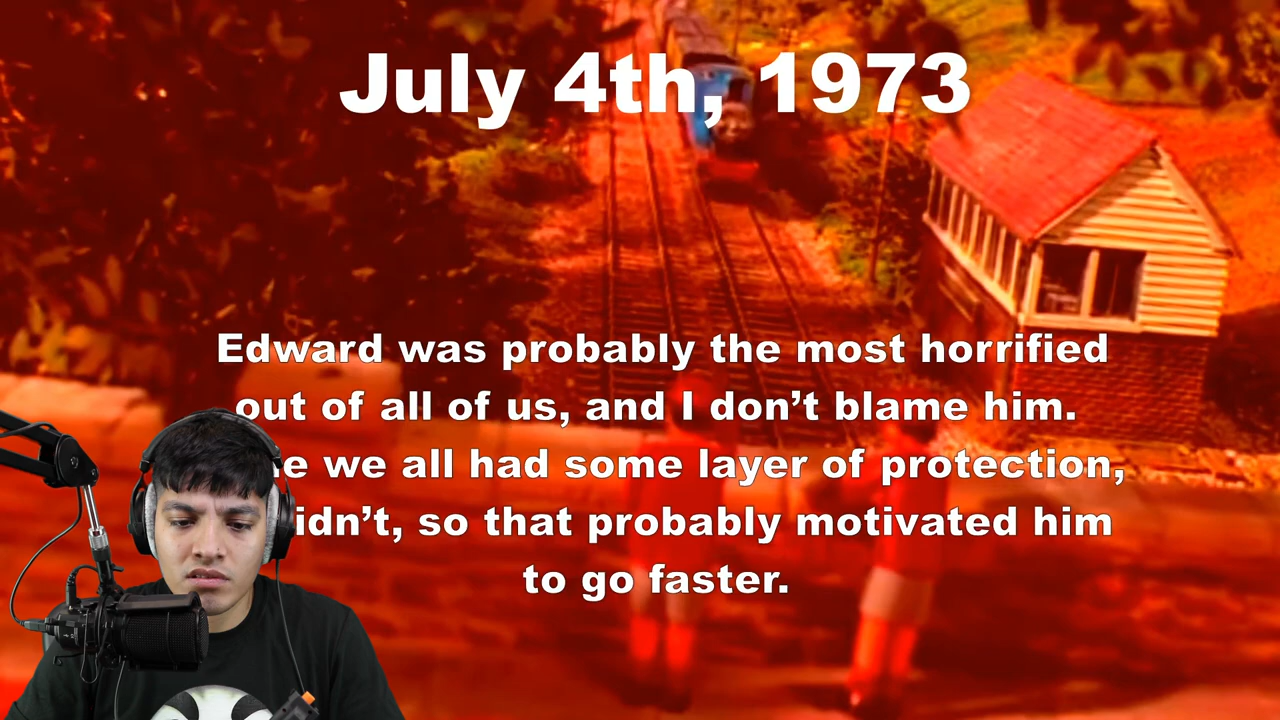 July 4th, 1973
Edward was probably the most horrified
out of all of us, and I don’t blame him.
we all had some layer of protection,
so that probably motivated him
to go faster.